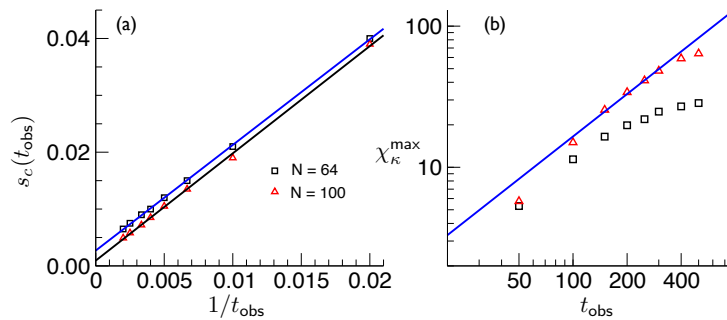 (a)
0.04
0.02
0.00
s_c(t_obs)
N = 64
N = 100
0 0.005 0.01 0.015 0.02
1/t_obs
(b)
100
10
χ_κ^max
50 100 200 400
t_obs